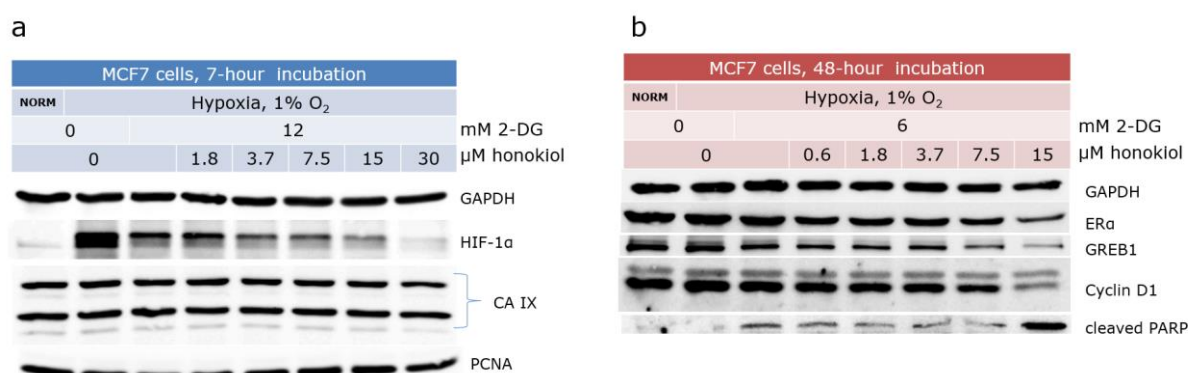 a
MCF7 cells, 7-hour incubation
NORM Hypoxia, 1% O₂
0 12 mM 2-DG
0 1.8 3.7 7.5 15 30 µM honokiol
GAPDH
HIF-1α
CA IX
PCNA
b
MCF7 cells, 48-hour incubation
NORM Hypoxia, 1% O₂
0 6 mM 2-DG
0 0.6 1.8 3.7 7.5 15 µM honokiol
GAPDH
ERα
GREB1
Cyclin D1
cleaved PARP